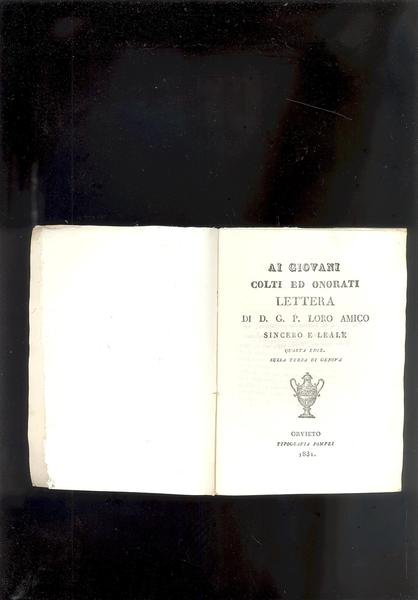 AI GIOVANI
COLTI ED ONORATI
LETTERA
DI D. G. P. LORO AMICO
SINCERO E LEALE
QUARTA EDIZ.
SULLA TERZA DI GENOVA
ORVIETO
TIPOGRAFIA POMPEI
1831.